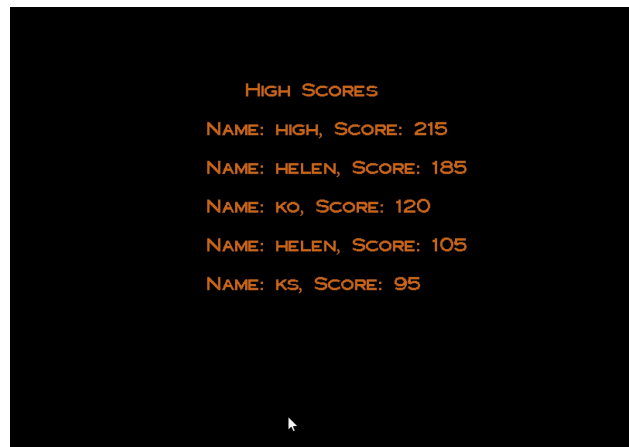 High Scores
Name: high, Score: 215
Name: helen, Score: 185
Name: ko, Score: 120
Name: helen, Score: 105
Name: ks, Score: 95